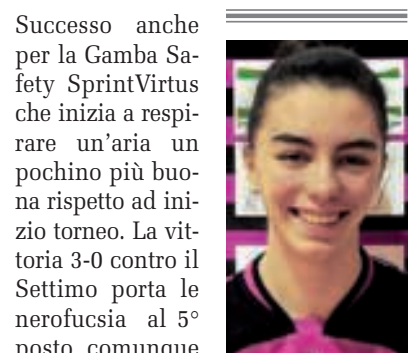 Successo anche
per la Gamba Sa-
fety SprintVirtus
che inizia a respi-
rare un'aria un
pochino più buo-
na rispetto ad ini-
zio torneo. La vit-
toria 3-0 contro il
Settimo porta le
nerofucsia al 5°
posto comunque